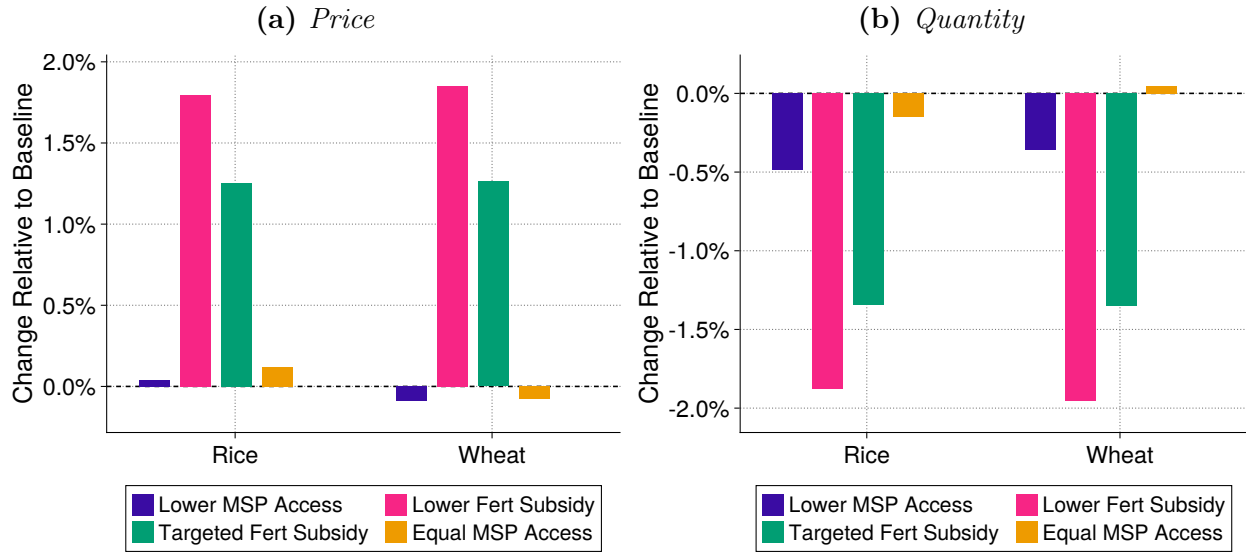 (a) Price
Change Relative to Baseline
2.0%
1.5%
1.0%
0.5%
0.0%
Rice
Wheat
Lower MSP Access
Lower Fert Subsidy
Targeted Fert Subsidy
Equal MSP Access
(b) Quantity
Change Relative to Baseline
0.0%
-0.5%
-1.0%
-1.5%
-2.0%
Rice
Wheat
Lower MSP Access
Lower Fert Subsidy
Targeted Fert Subsidy
Equal MSP Access